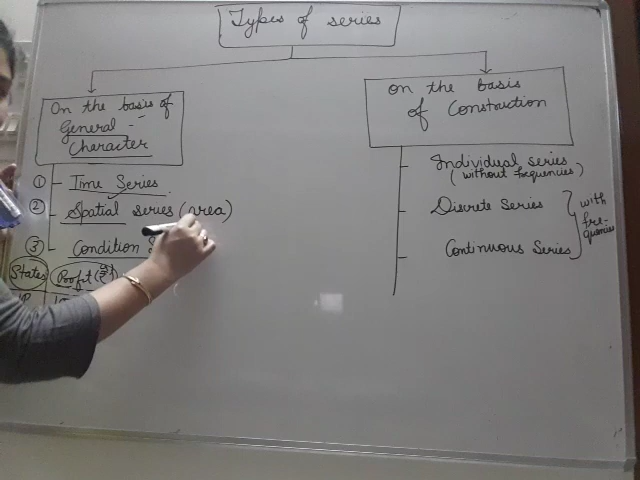 Types of series
On the basis of
General
Character
① Time Series
② Spatial series (area)
③ Condition
States Profit (₹)
UP
on the basis
of Construction
Individual series
(without frequencies)
Discrete Series
Continuous Series
with
fre-
quencies